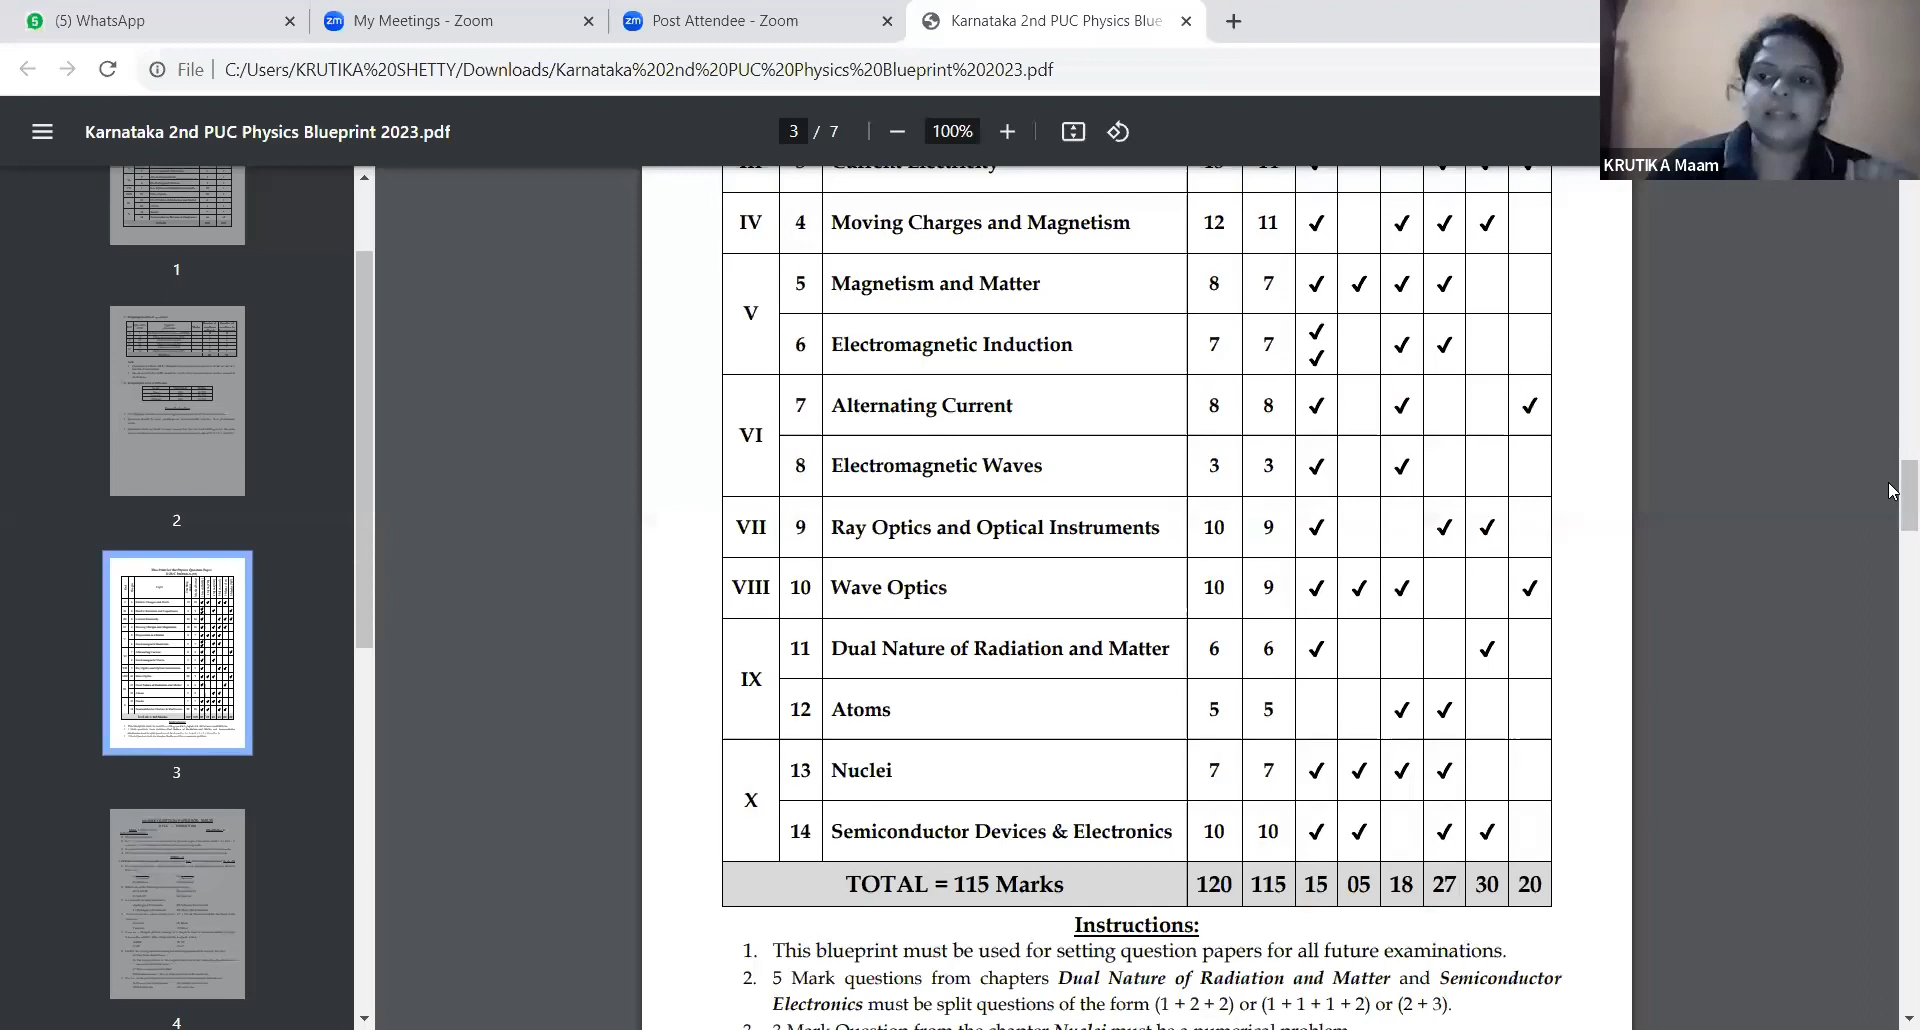 (5) WhatsApp
My Meetings - Zoom
Post Attendee - Zoom
Karnataka 2nd PUC Physics Blue
File
C:/Users/KRUTIKA%20SHETTY/Downloads/Karnataka%202nd%20PUC%20Physics%20Blueprint%202023.pdf
Karnataka 2nd PUC Physics Blueprint 2023.pdf
3 / 7
100%
KRUTIKA Maam
1
2
3
4
IV 4 Moving Charges and Magnetism 12 11 ✔ ✔ ✔ ✔
V 5 Magnetism and Matter 8 7 ✔ ✔ ✔ ✔
6 Electromagnetic Induction 7 7 ✔ ✔ ✔ ✔
VI 7 Alternating Current 8 8 ✔ ✔ ✔
8 Electromagnetic Waves 3 3 ✔ ✔
VII 9 Ray Optics and Optical Instruments 10 9 ✔ ✔ ✔
VIII 10 Wave Optics 10 9 ✔ ✔ ✔ ✔
IX 11 Dual Nature of Radiation and Matter 6 6 ✔ ✔
12 Atoms 5 5 ✔ ✔
X 13 Nuclei 7 7 ✔ ✔ ✔ ✔
14 Semiconductor Devices & Electronics 10 10 ✔ ✔ ✔ ✔
TOTAL = 115 Marks 120 115 15 05 18 27 30 20
Instructions:
1. This blueprint must be used for setting question papers for all future examinations.
2. 5 Mark questions from chapters Dual Nature of Radiation and Matter and Semiconductor
Electronics must be split questions of the form (1 + 2 + 2) or (1 + 1 + 1 + 2) or (2 + 3).